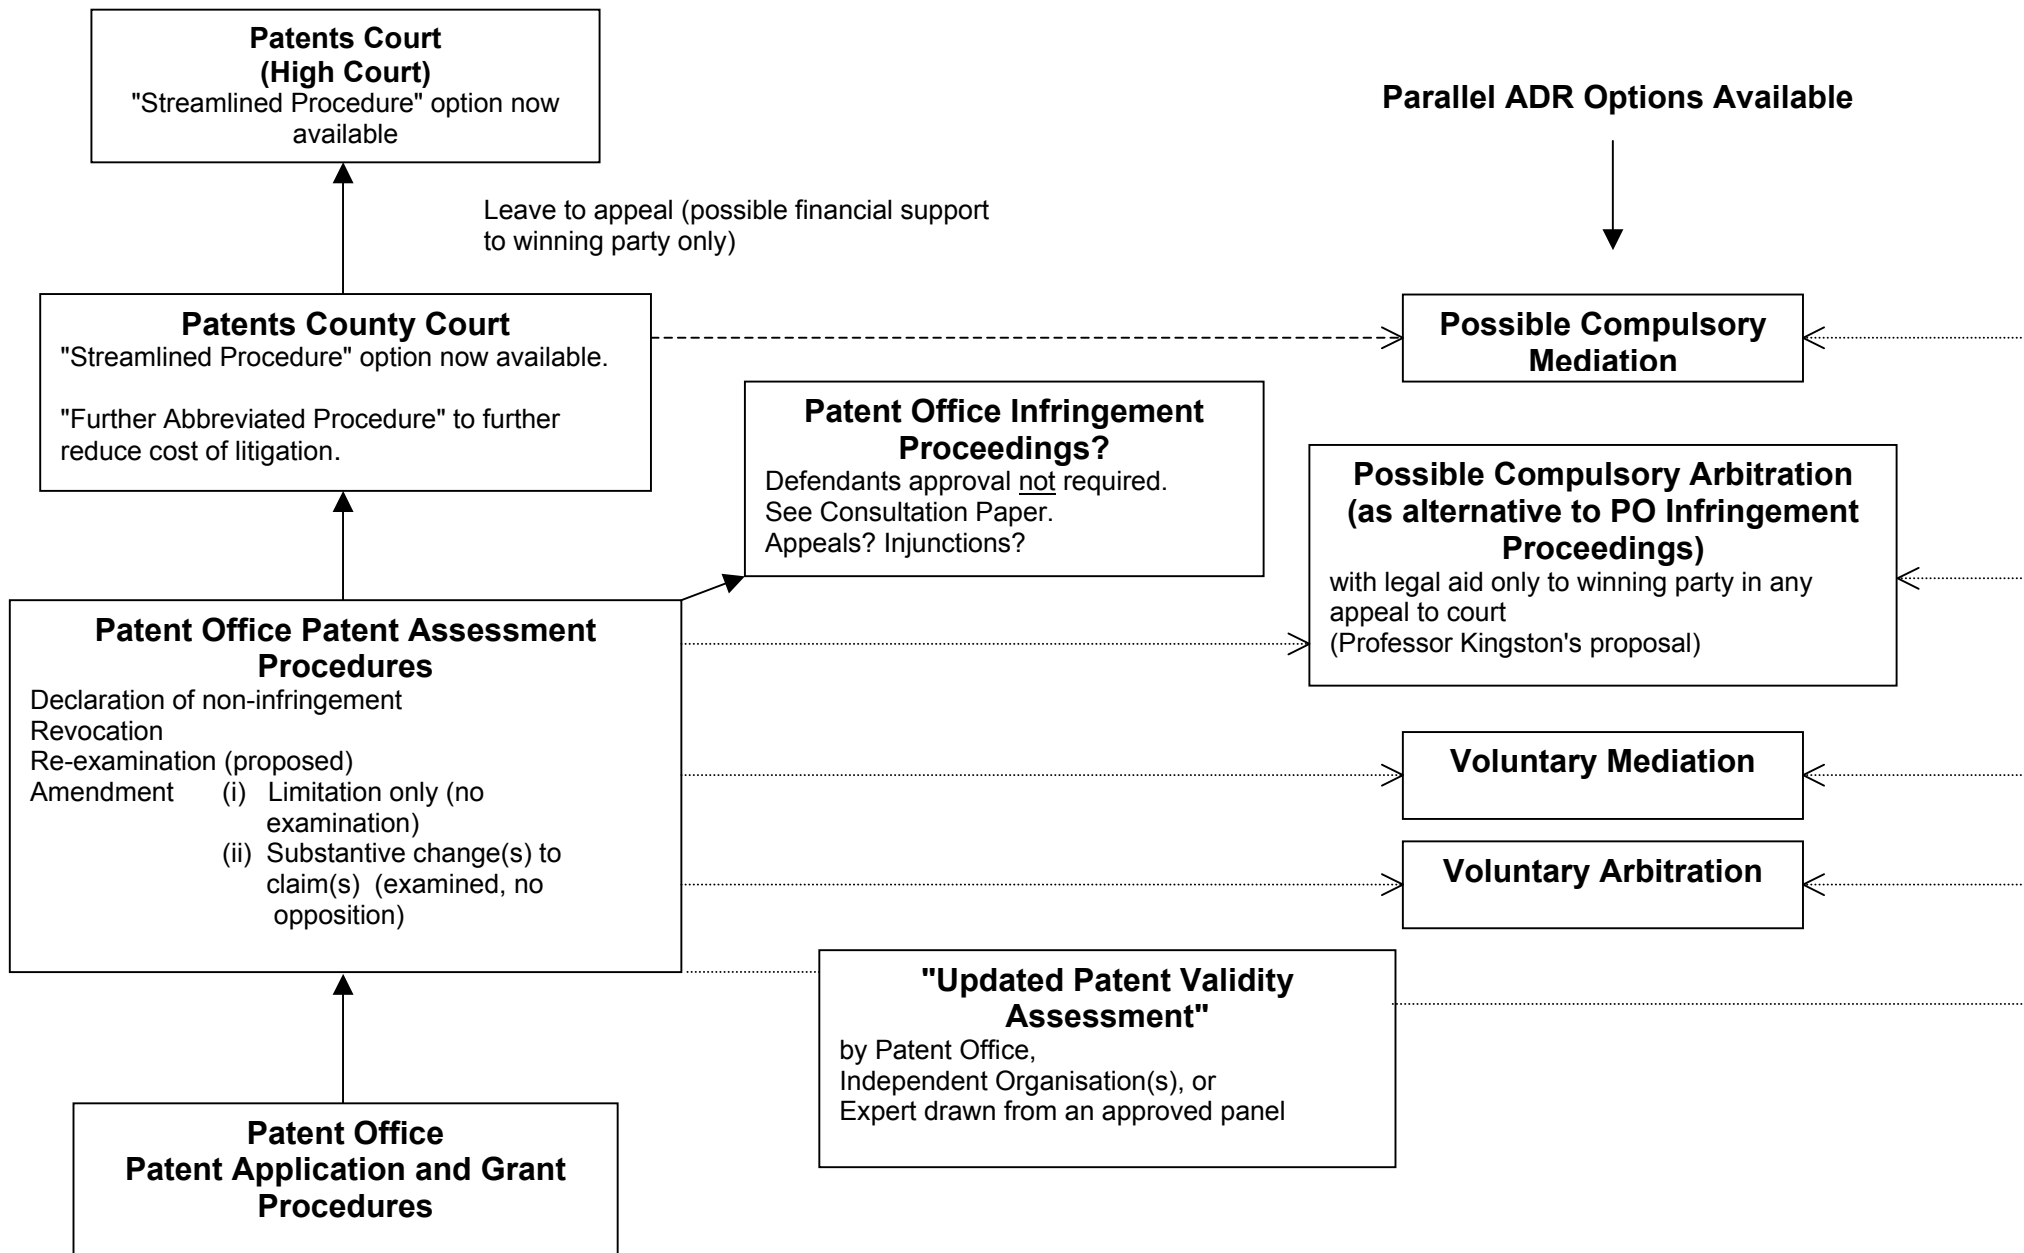 Patents Court
(High Court)
"Streamlined Procedure" option now
available
Parallel ADR Options Available
Leave to appeal (possible financial support
to winning party only)
Patents County Court
"Streamlined Procedure" option now available.
"Further Abbreviated Procedure" to further
reduce cost of litigation.
Possible Compulsory
Mediation
Patent Office Infringement
Proceedings?
Defendants approval not required.
See Consultation Paper.
Appeals? Injunctions?
Possible Compulsory Arbitration
(as alternative to PO Infringement
Proceedings)
with legal aid only to winning party in any
appeal to court
(Professor Kingston's proposal)
Patent Office Patent Assessment
Procedures
Declaration of non-infringement
Revocation
Re-examination (proposed)
Amendment (i) Limitation only (no
examination)
(ii) Substantive change(s) to
claim(s) (examined, no
opposition)
Voluntary Mediation
Voluntary Arbitration
"Updated Patent Validity
Assessment"
by Patent Office,
Independent Organisation(s), or
Expert drawn from an approved panel
Patent Office
Patent Application and Grant
Procedures